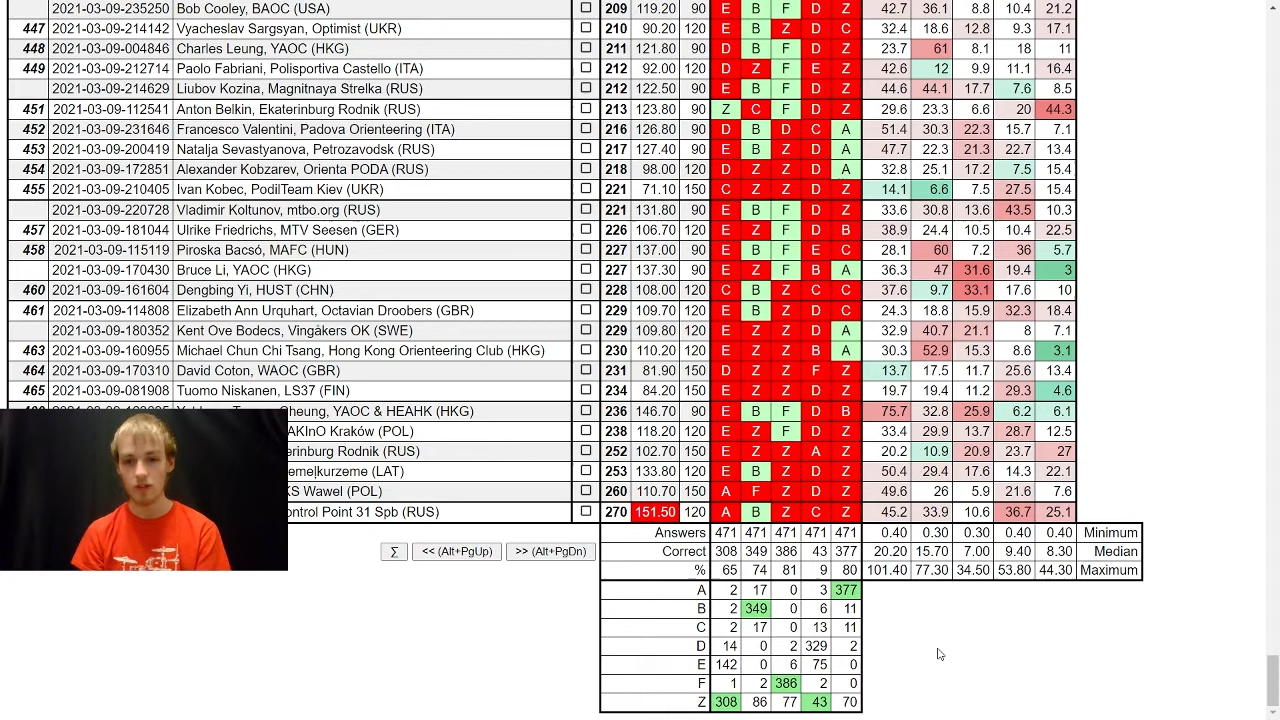 2021-03-09-235250 Bob Cooley, BAOC (USA) 209 119.20 90 E B F D Z 42.7 36.1 8.8 10.4 21.2
447 2021-03-09-214142 Vyacheslav Sargsyan, Optimist (UKR) 210 90.20 120 E B Z D C 32.4 18.6 12.8 9.3 17.1
448 2021-03-09-004646 Charles Leung, YAOC (HKG) 211 121.80 90 D B F D Z 23.7 61 8.1 18 11
449 2021-03-09-212714 Paolo Fabriani, Polisportiva Castello (ITA) 212 92.00 120 D Z F E Z 42.6 12 9.9 11.1 16.4
2021-03-09-214629 Liubov Kozina, Magnitnaya Strelka (RUS) 212 122.50 90 E B F D Z 44.6 44.1 17.7 7.6 8.5
451 2021-03-09-112541 Anton Belkin, Ekaterinburg Rodnik (RUS) 213 123.80 90 Z C F D Z 29.6 23.3 6.6 20 44.3
452 2021-03-09-231646 Francesco Valentini, Padova Orienteering (ITA) 216 126.80 90 D B D C A 51.4 30.3 22.3 15.7 7.1
453 2021-03-09-200419 Natalja Sevastyanova, Petrozavodsk (RUS) 217 127.40 90 E B Z D A 47.7 22.3 21.3 22.7 13.4
454 2021-03-09-172851 Alexander Kobzarev, Orienta PODA (RUS) 218 98.00 120 D Z Z D A 32.8 25.1 17.2 7.5 15.4
455 2021-03-09-210405 Ivan Kobec, PodilTeam Kiev (UKR) 221 71.10 150 C Z Z D Z 14.1 6.6 7.5 27.5 15.4
2021-03-09-220728 Vladimir Koltunov, mtbo.org (RUS) 221 131.80 90 E B F D Z 33.6 30.8 13.6 43.5 10.3
457 2021-03-09-161044 Ulrike Friedrichs, MTV Seesen (GER) 226 106.70 120 E Z F D B 38.9 24.4 10.5 10.4 22.5
458 2021-03-09-115119 Piroska Bacsó, MAFC (HUN) 227 137.00 90 E B F E C 28.1 60 7.2 36 5.7
2021-03-09-170430 Bruce Li, YAOC (HKG) 227 137.30 90 E Z F B A 36.3 47 31.6 19.4 3
460 2021-03-09-161604 Dengbing Yi, HUST (CHN) 228 108.00 120 C B Z C C 37.6 9.7 33.1 17.6 10
461 2021-03-09-114808 Elizabeth Ann Urquhart, Octavian Droobers (GBR) 229 109.70 120 E B Z D C 24.3 18.8 15.9 32.3 18.4
2021-03-09-180352 Kent Ove Bodecs, Vingåkers OK (SWE) 229 109.80 120 E Z Z D A 32.9 40.7 21.1 8 7.1
463 2021-03-09-160955 Michael Chun Chi Tsang, Hong Kong Orienteering Club (HKG) 230 110.20 120 E Z Z B A 30.3 52.9 15.3 8.6 3.1
464 2021-03-09-170310 David Coton, WAOC (GBR) 231 81.90 150 D Z Z F Z 13.7 17.5 11.7 25.6 13.4
465 2021-03-09-081908 Tuomo Niskanen, LS37 (FIN) 234 84.20 150 E Z Z D Z 19.7 19.4 11.2 29.3 4.6
Cheung, YAOC & HEAHK (HKG) 236 146.70 90 E B F D B 75.7 32.8 25.9 6.2 6.1
AKInO Kraków (POL) 238 118.20 120 E Z F D Z 33.4 29.9 13.7 28.7 12.5
erinburg Rodnik (RUS) 252 102.70 150 E Z Z A Z 20.2 10.9 20.9 23.7 27
emeļkurzeme (LAT) 253 133.80 120 E B Z D Z 50.4 29.4 17.6 14.3 22.1
KS Wawel (POL) 260 110.70 150 A F Z D Z 49.6 26 5.9 21.6 7.6
ontrol Point 31 Spb (RUS) 270 151.50 120 A B Z C Z 45.2 33.9 10.6 36.7 25.1
Answers 471 471 471 471 471 0.40 0.30 0.40 0.40 0.40 Minimum
∑ << (Alt+PgUp) >> (Alt+PgDn) Correct 308 349 386 43 377 20.20 15.70 7.00 9.40 8.30 Median
% 65 74 81 9 80 101.40 77.30 34.50 53.80 44.30 Maximum
A 2 17 0 3 377
B 2 349 0 6 11
C 2 17 0 13 11
D 14 0 2 329 2
E 142 0 6 75 0
F 1 2 386 2 0
Z 308 86 77 43 70